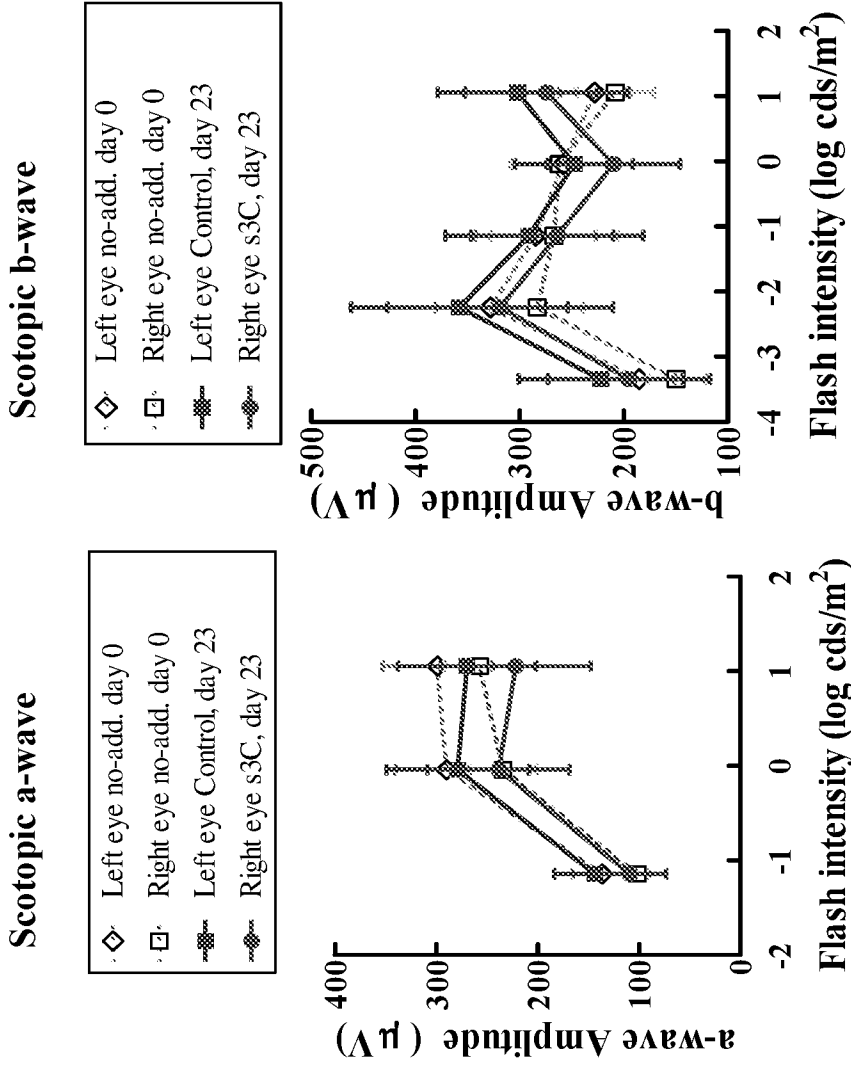 Scotopic a-wave
Left eye no-add. day 0
Right eye no-add. day 0
Left eye Control, day 23
Right eye s3C, day 23
a-wave Amplitude ( μV)
400
300
200
100
0
-2
-1
0
1
2
Flash intensity (log cds/m²)
Scotopic b-wave
Left eye no-add. day 0
Right eye no-add. day 0
Left eye Control, day 23
Right eye s3C, day 23
b-wave Amplitude ( μV)
500
400
300
200
100
-4
-3
-2
-1
0
1
2
Flash intensity (log cds/m²)